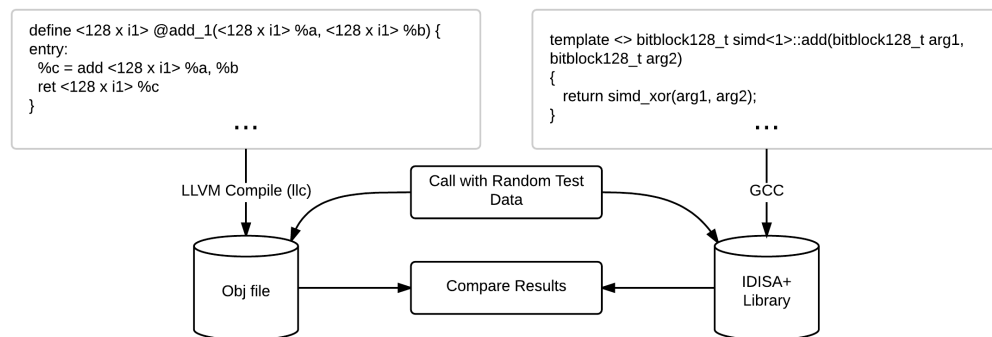 define <128 x i1> @add_1(<128 x i1> %a, <128 x i1> %b) {
entry:
  %c = add <128 x i1> %a, %b
  ret <128 x i1> %c
}
...
template <> bitblock128_t simd<1>::add(bitblock128_t arg1,
bitblock128_t arg2)
{
   return simd_xor(arg1, arg2);
}
...
LLVM Compile (llc)
Call with Random Test
Data
GCC
Obj file
Compare Results
IDISA+
Library